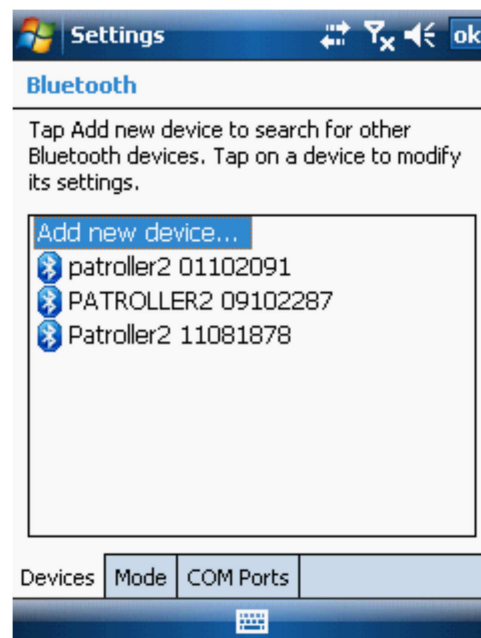 Settings
ok
Bluetooth
Tap Add new device to search for other
Bluetooth devices. Tap on a device to modify
its settings.
Add new device...
patroller2 01102091
PATROLLER2 09102287
Patroller2 11081878
Devices Mode COM Ports